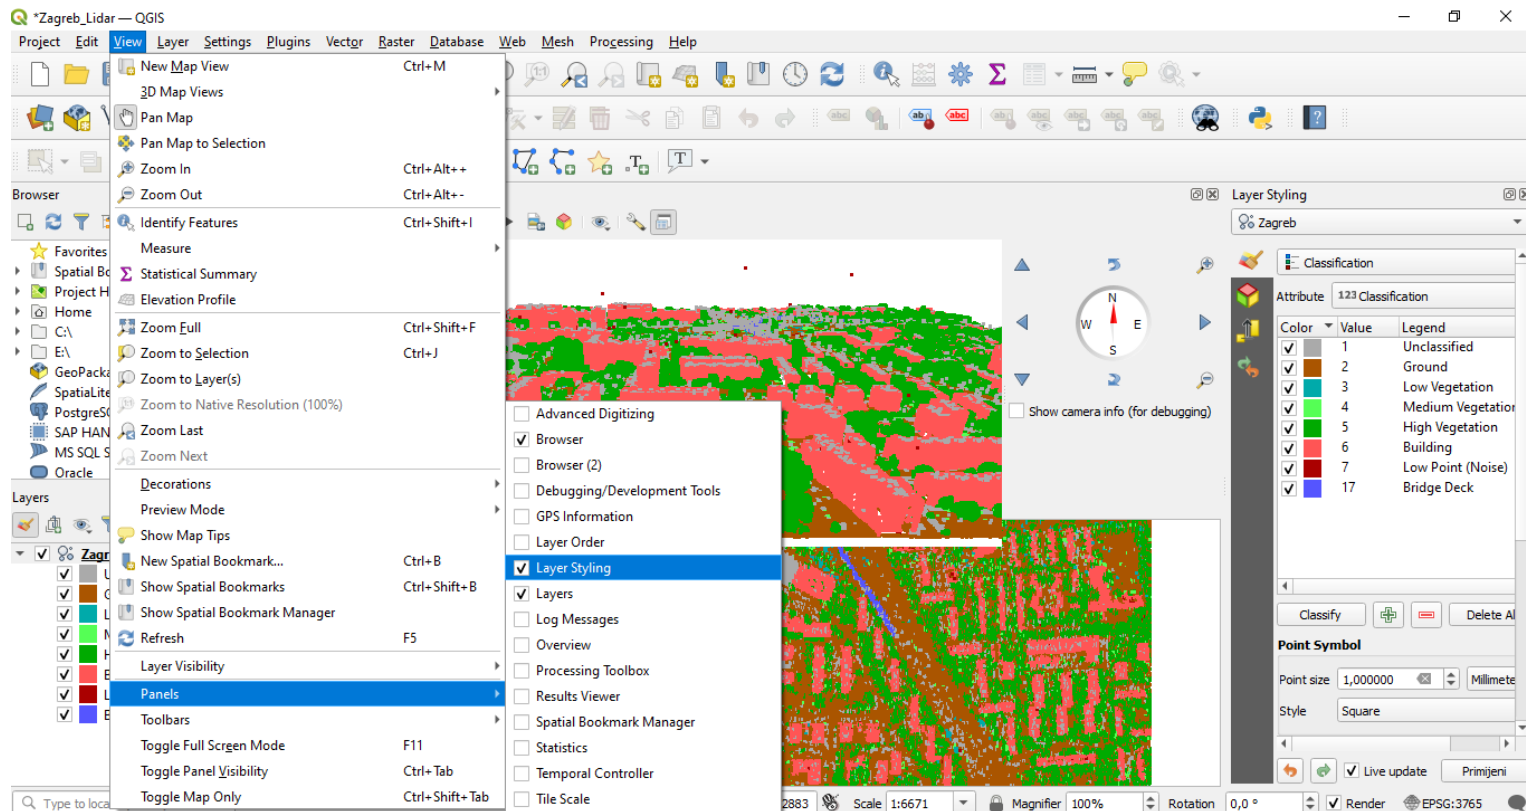 *Zagreb_Lidar — QGIS
Project Edit View Layer Settings Plugins Vector Raster Database Web Mesh Processing Help
New Map View Ctrl+M
3D Map Views
Pan Map
Pan Map to Selection
Zoom In Ctrl+Alt++
Zoom Out Ctrl+Alt+-
Identify Features Ctrl+Shift+I
Measure
Statistical Summary
Elevation Profile
Zoom Full Ctrl+Shift+F
Zoom to Selection Ctrl+J
Zoom to Layer(s)
Zoom to Native Resolution (100%)
Zoom Last
Zoom Next
Decorations
Preview Mode
Show Map Tips
New Spatial Bookmark... Ctrl+B
Show Spatial Bookmarks Ctrl+Shift+B
Show Spatial Bookmark Manager
Refresh F5
Layer Visibility
Panels
Toolbars
Toggle Full Screen Mode F11
Toggle Panel Visibility Ctrl+Tab
Toggle Map Only Ctrl+Shift+Tab
Advanced Digitizing
Browser
Browser (2)
Debugging/Development Tools
GPS Information
Layer Order
Layer Styling
Layers
Log Messages
Overview
Processing Toolbox
Results Viewer
Spatial Bookmark Manager
Statistics
Temporal Controller
Tile Scale
Browser
Favorites
Spatial Bo
Project H
Home
C:\
E:\
GeoPacka
SpatiaLite
PostgreSQ
SAP HAN
MS SQL S
Oracle
Layers
Zagr
Type to loca
N
W E
S
Show camera info (for debugging)
Layer Styling
Zagreb
Classification
Attribute 123 Classification
Color Value Legend
1 Unclassified
2 Ground
3 Low Vegetation
4 Medium Vegetation
5 High Vegetation
6 Building
7 Low Point (Noise)
17 Bridge Deck
Classify Delete Al
Point Symbol
Point size 1,000000 Millimete
Style Square
Live update Primijeni
2883 Scale 1:6671 Magnifier 100% Rotation 0,0 ° Render EPSG:3765